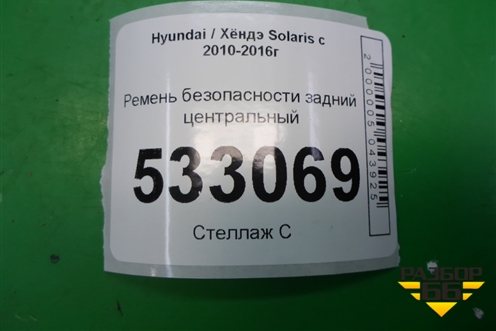 Hyundai / Хёндэ Solaris с
2010-2016г
Ремень безопасности задний
центральный
533069
Стеллаж С
2000005043925
РАЗБОР
66